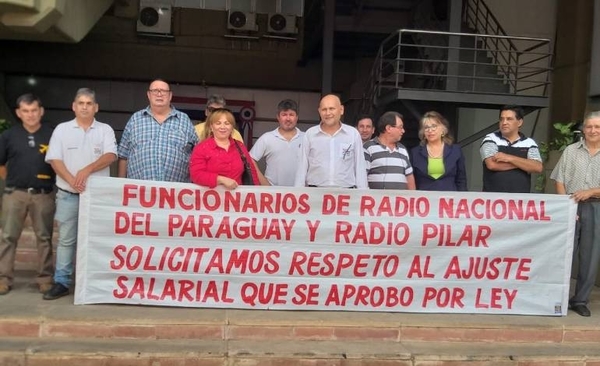 FUNCIONARIOS DE RADIO NACIONAL
DEL PARAGUAY Y RADIO PILAR
SOLICITAMOS RESPETO AL AJUSTE
SALARIAL QUE SE APROBO POR LEY